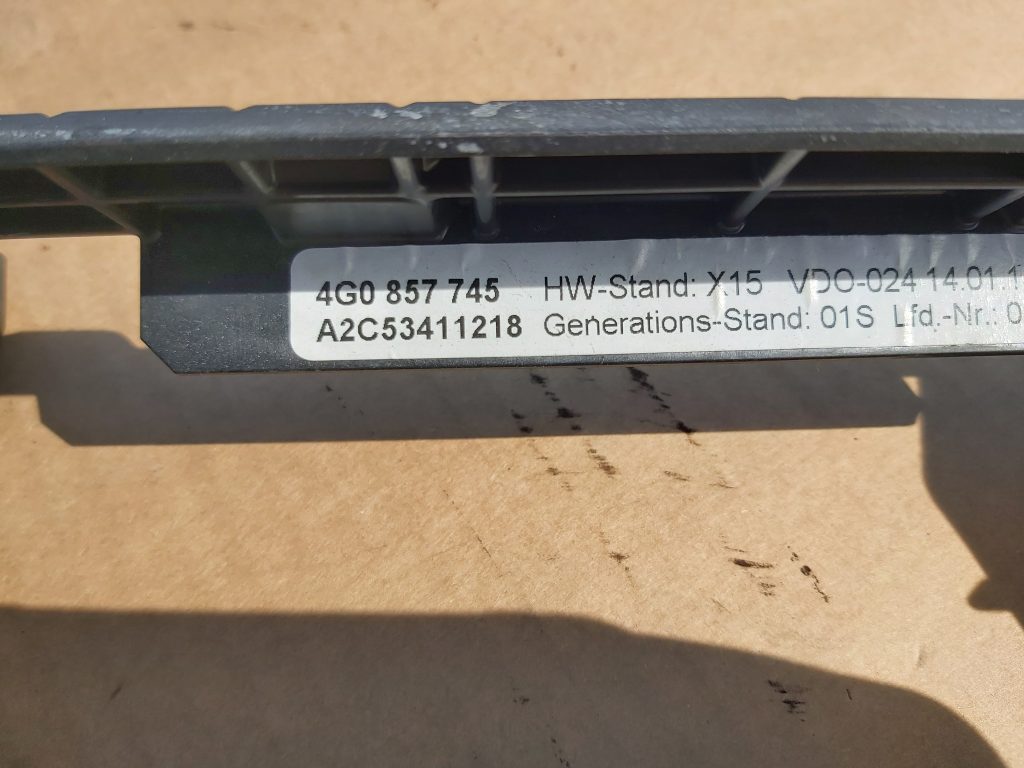 4G0 857 745 HW-Stand: X15 VDO-024 14.01.1
A2C53411218 Generations-Stand: 01S Lfd.-Nr.: 0